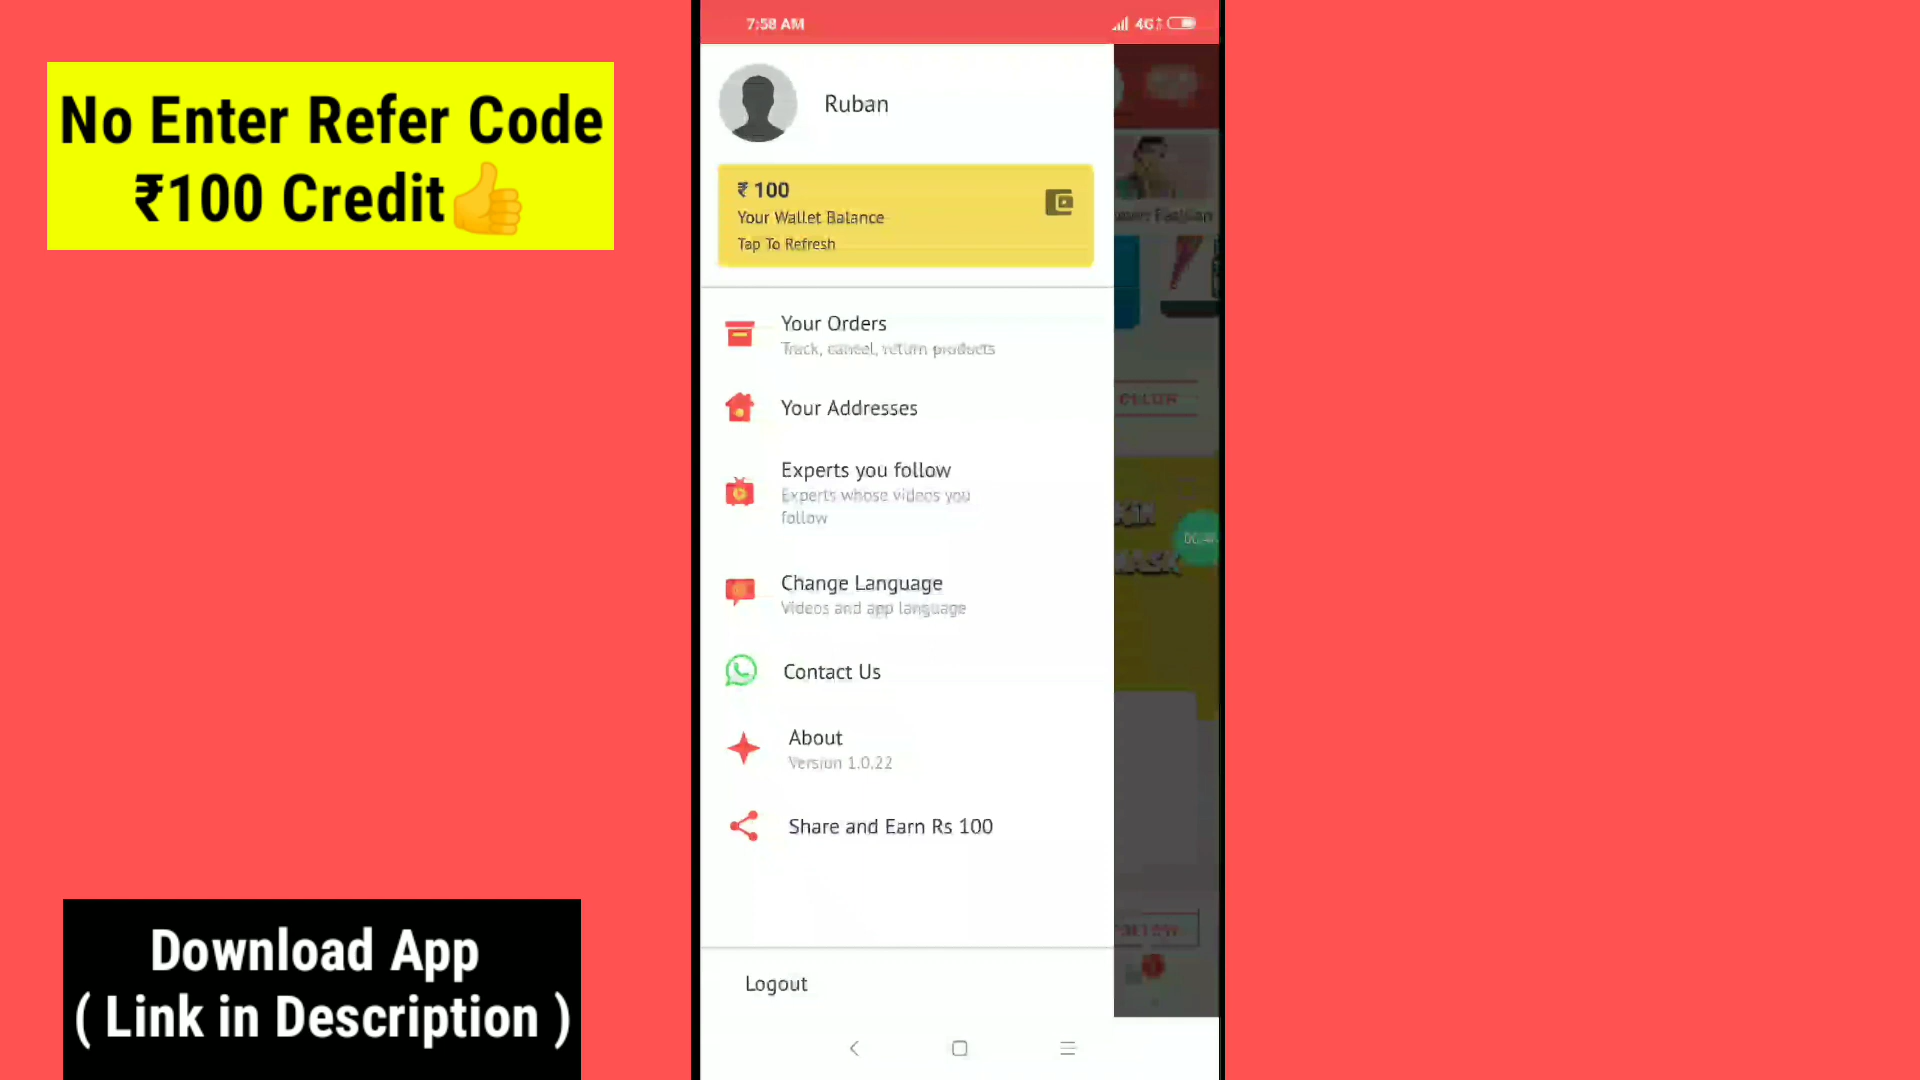 No Enter Refer Code
₹100 Credit👍
7:58 AM
4G
Ruban
₹ 100
Your Wallet Balance
Tap To Refresh
Your Orders
Track, cancel, return products
Your Addresses
Experts you follow
Experts whose videos you
follow
Change Language
Videos and app language
Contact Us
About
Version 1.0.22
Share and Earn Rs 100
Logout
MASK
Download App
( Link in Description )